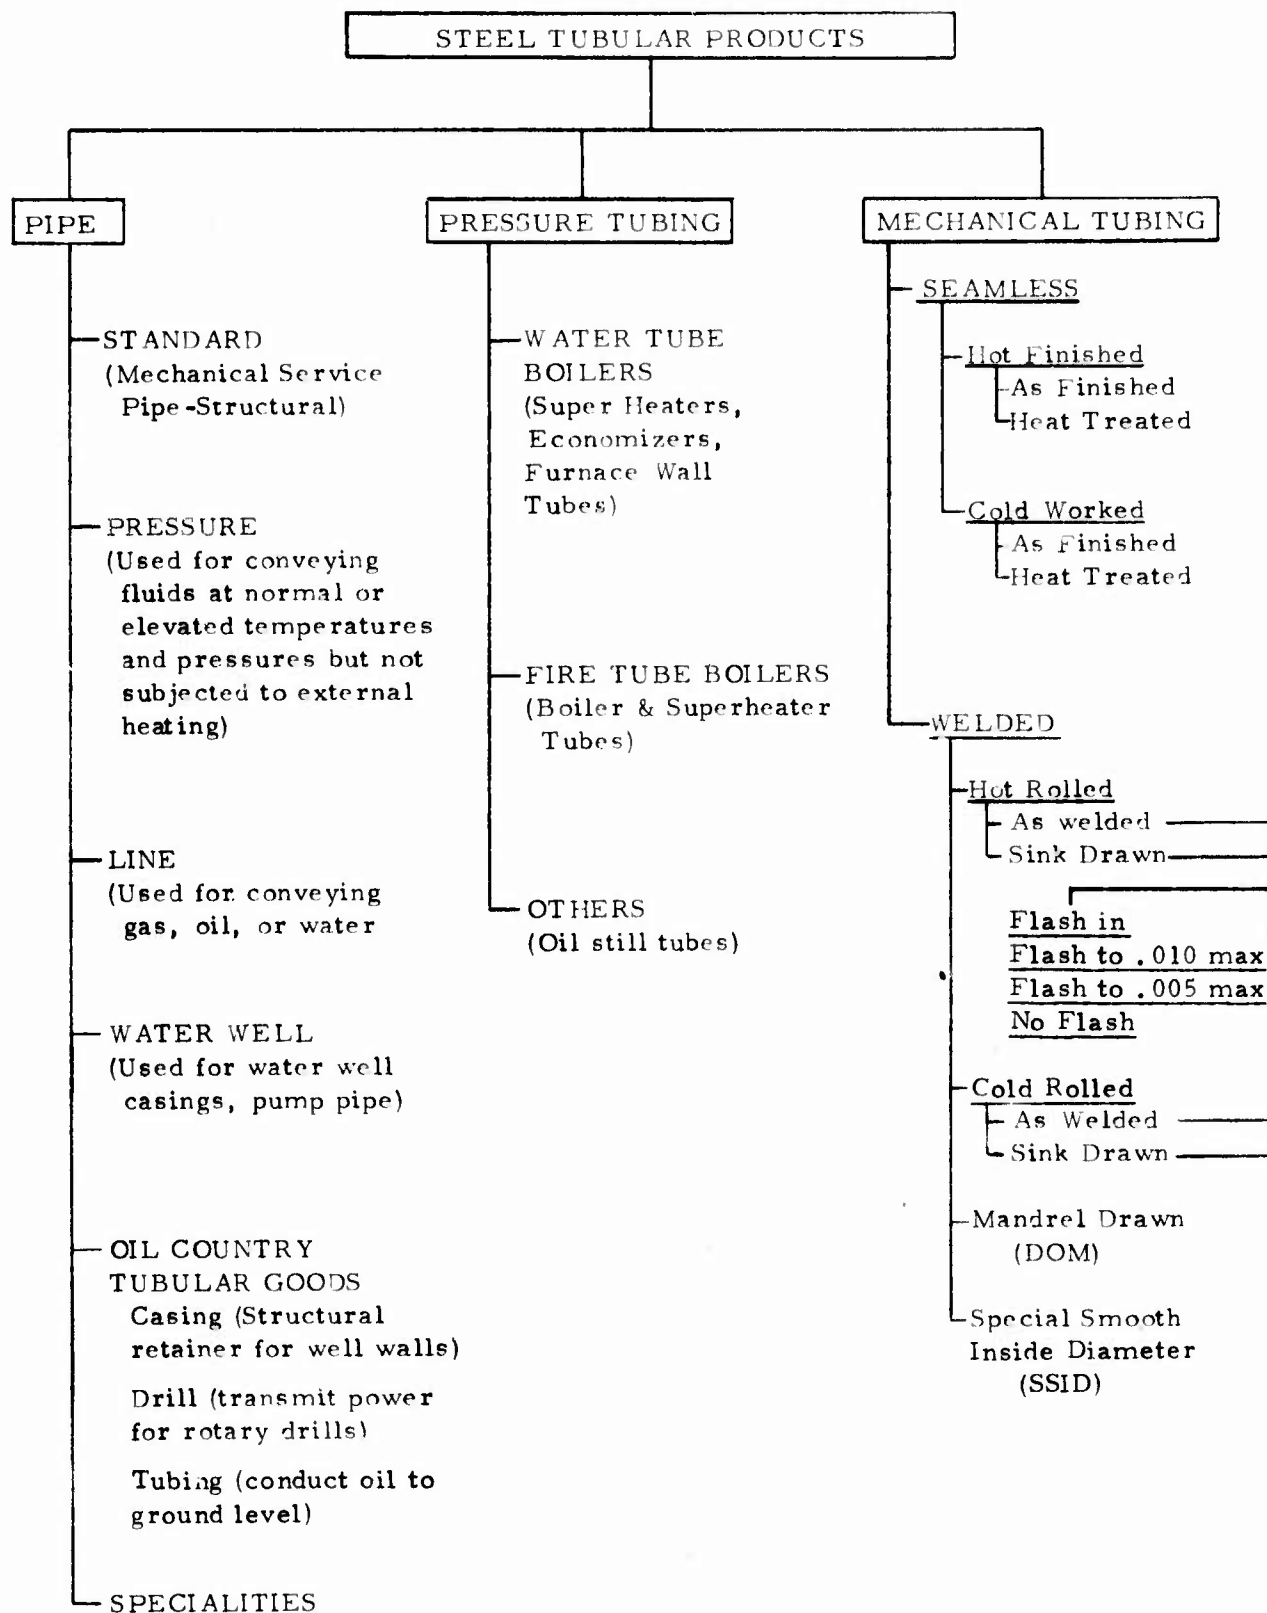 STEEL TUBULAR PRODUCTS
PIPE
STANDARD
(Mechanical Service
Pipe-Structural)
PRESSURE
(Used for conveying
fluids at normal or
elevated temperatures
and pressures but not
subjected to external
heating)
LINE
(Used for conveying
gas, oil, or water
WATER WELL
(Used for water well
casings, pump pipe)
OIL COUNTRY
TUBULAR GOODS
Casing (Structural
retainer for well walls)
Drill (transmit power
for rotary drills)
Tubing (conduct oil to
ground level)
SPECIALITIES
PRESSURE TUBING
WATER TUBE
BOILERS
(Super Heaters,
Economizers,
Furnace Wall
Tubes)
FIRE TUBE BOILERS
(Boiler & Superheater
Tubes)
OTHERS
(Oil still tubes)
MECHANICAL TUBING
SEAMLESS
Hot Finished
As Finished
Heat Treated
Cold Worked
As Finished
Heat Treated
WELDED
Hot Rolled
As welded
Sink Drawn
Flash in
Flash to .010 max
Flash to .005 max
No Flash
Cold Rolled
As Welded
Sink Drawn
Mandrel Drawn
(DOM)
Special Smooth
Inside Diameter
(SSID)